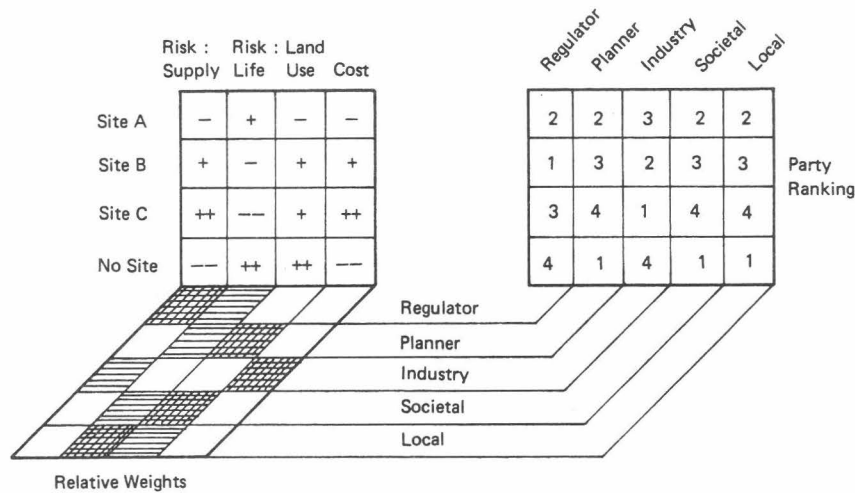 Risk : Risk : Land
Supply Life Use Cost
Regulator
Planner
Industry
Societal
Local
Site A – + – –
2 2 3 2 2
Site B + – + +
1 3 2 3 3
Party
Ranking
Site C ++ –– + ++
3 4 1 4 4
No Site –– ++ ++ ––
4 1 4 1 1
Regulator
Planner
Industry
Societal
Local
Relative Weights